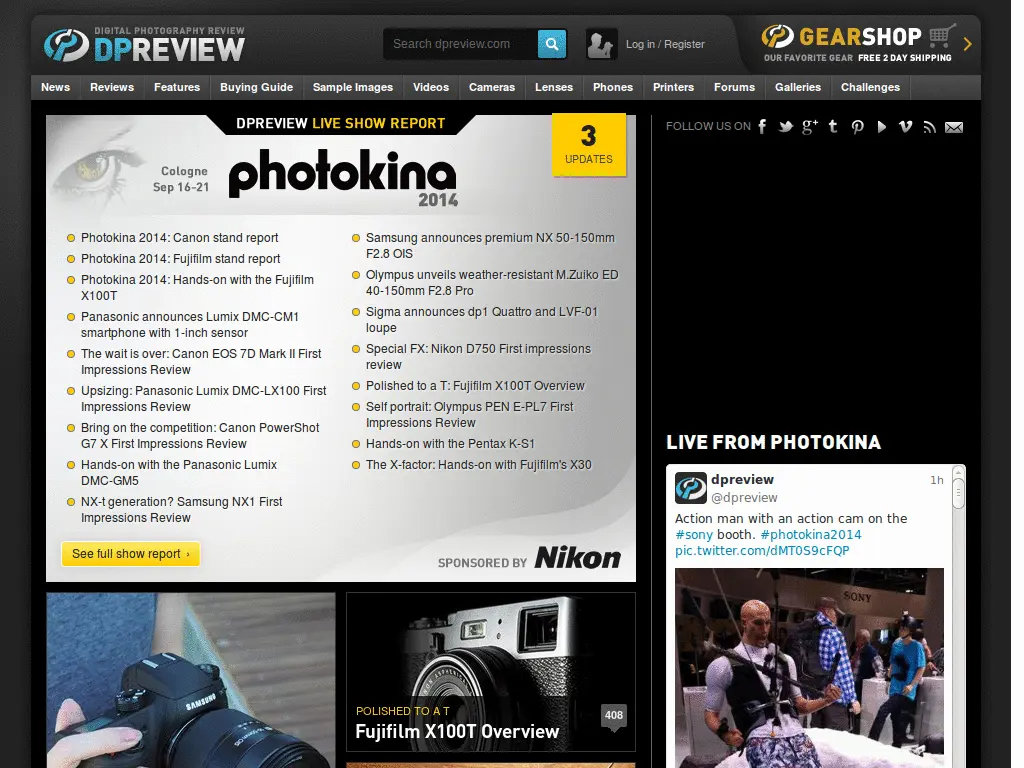 DIGITAL PHOTOGRAPHY REVIEW
DPREVIEW
Search dpreview.com
Log in / Register
GEARSHOP
OUR FAVORITE GEAR FREE 2 DAY SHIPPING
News Reviews Features Buying Guide Sample Images Videos Cameras Lenses Phones Printers Forums Galleries Challenges
DPREVIEW LIVE SHOW REPORT
3
UPDATES
Cologne
Sep 16-21
photokina
2014
Photokina 2014: Canon stand report
Photokina 2014: Fujifilm stand report
Photokina 2014: Hands-on with the Fujifilm
X100T
Panasonic announces Lumix DMC-CM1
smartphone with 1-inch sensor
The wait is over: Canon EOS 7D Mark II First
Impressions Review
Upsizing: Panasonic Lumix DMC-LX100 First
Impressions Review
Bring on the competition: Canon PowerShot
G7 X First Impressions Review
Hands-on with the Panasonic Lumix
DMC-GM5
NX-t generation? Samsung NX1 First
Impressions Review
Samsung announces premium NX 50-150mm
F2.8 OIS
Olympus unveils weather-resistant M.Zuiko ED
40-150mm F2.8 Pro
Sigma announces dp1 Quattro and LVF-01
loupe
Special FX: Nikon D750 First impressions
review
Polished to a T: Fujifilm X100T Overview
Self portrait: Olympus PEN E-PL7 First
Impressions Review
Hands-on with the Pentax K-S1
The X-factor: Hands-on with Fujifilm's X30
See full show report ›
SPONSORED BY Nikon
SAMSUNG
POLISHED TO A T
Fujifilm X100T Overview
408
FOLLOW US ON
LIVE FROM PHOTOKINA
dpreview 1h
@dpreview
Action man with an action cam on the
#sony booth. #photokina2014
pic.twitter.com/dMT0S9cFQP
SONY